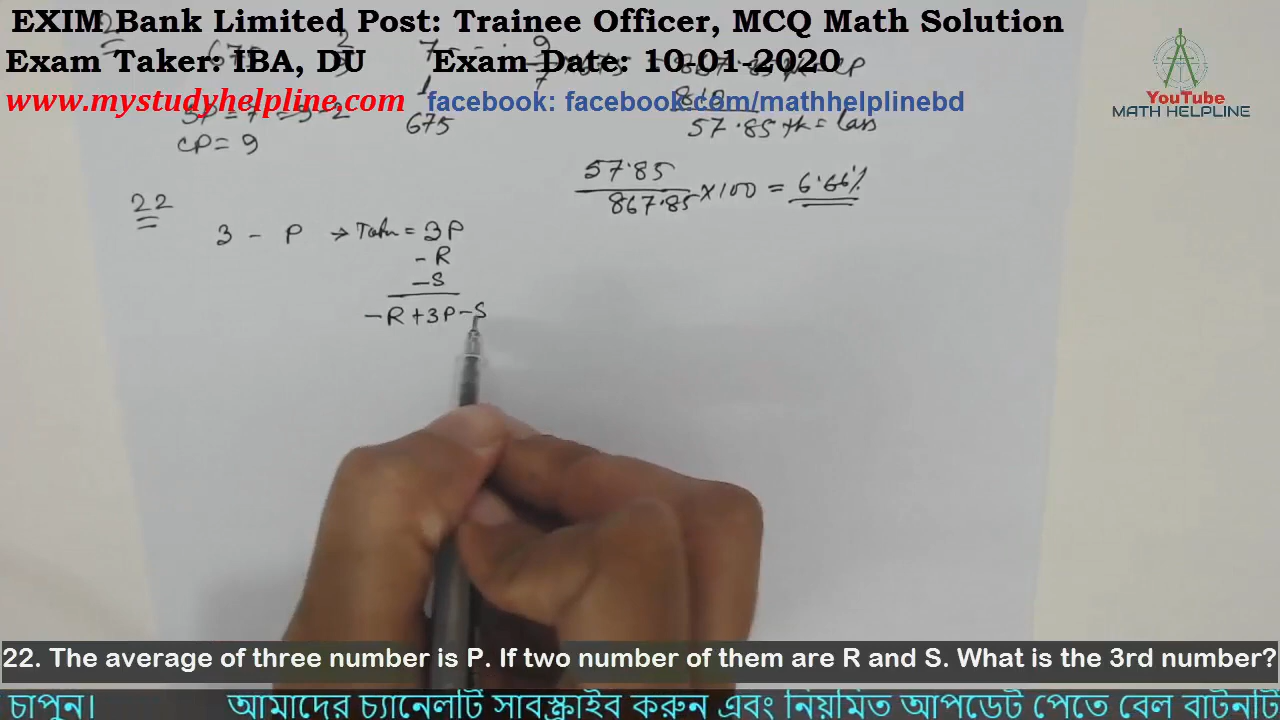 EXIM Bank Limited Post: Trainee Officer, MCQ Math Solution
Exam Taker: IBA, DU Exam Date: 10-01-2020
www.mystudyhelpline.com facebook: facebook.com/mathhelplinebd
YouTube
MATH HELPLINE
675
CP = 9
57.85 tk = Loss
57.85
867.85 × 100 = 6.66%
22
3 - P → Total = 3P
- R
- S
- R + 3P - S
22. The average of three number is P. If two number of them are R and S. What is the 3rd number?
চাপুন। আমাদের চ্যানেলটি সাবস্ক্রাইব করুন এবং নিয়মিত আপডেট পেতে বেল বাটনটি